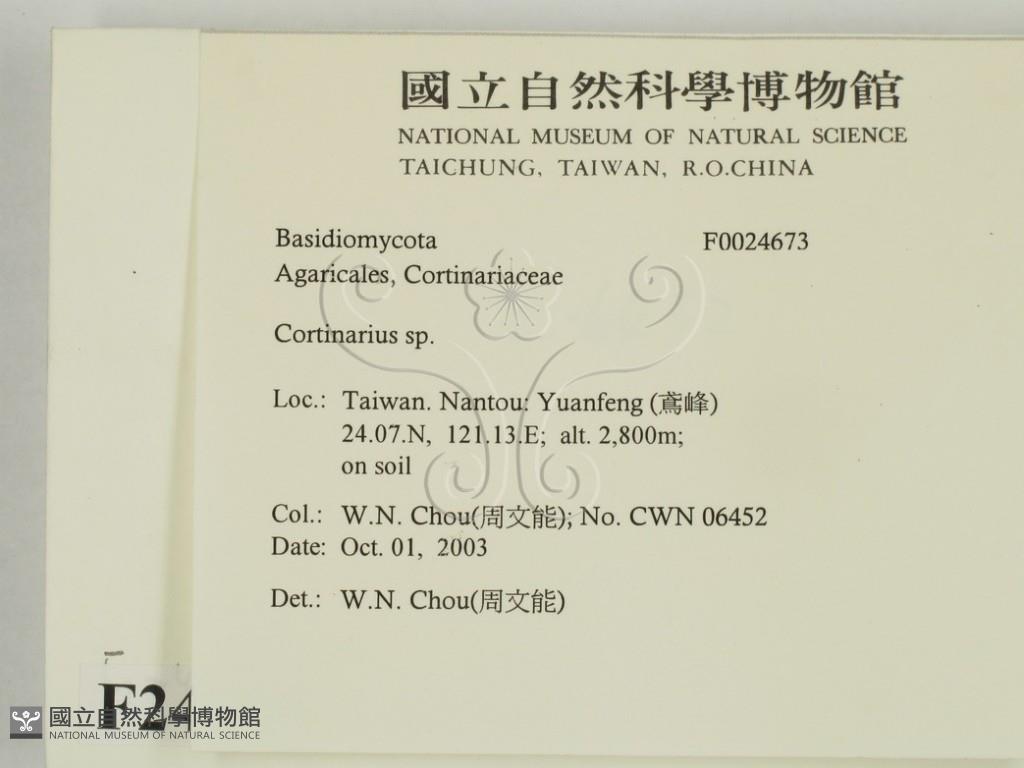 國立自然科學博物館
NATIONAL MUSEUM OF NATURAL SCIENCE
TAICHUNG, TAIWAN, R.O.CHINA
Basidiomycota F0024673
Agaricales, Cortinariaceae
Cortinarius sp.
Loc.: Taiwan. Nantou: Yuanfeng (鳶峰)
24.07.N, 121.13.E; alt. 2,800m;
on soil
Col.: W.N. Chou(周文能); No. CWN 06452
Date: Oct. 01, 2003
Det.: W.N. Chou(周文能)
F24
國立自然科學博物館
NATIONAL MUSEUM OF NATURAL SCIENCE